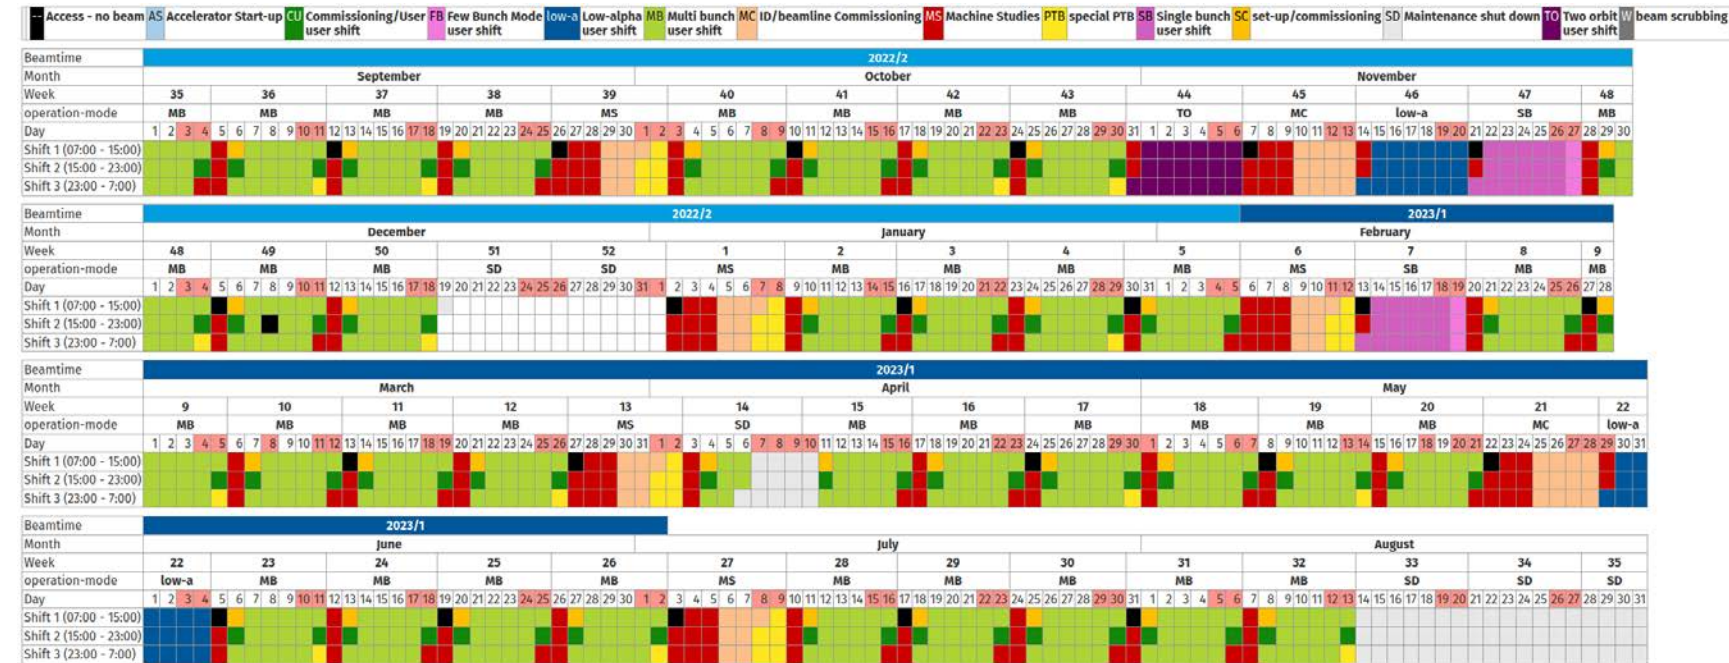 -- Access - no beam AS Accelerator Start-up CU Commissioning/User user shift FB Few Bunch Mode user shift low-a Low-alpha user shift MB Multi bunch user shift MC ID/beamline Commissioning MS Machine Studies PTB special PTB SB Single bunch user shift SC set-up/commissioning SD Maintenance shut down TO Two orbit user shift W beam scrubbing
Beamtime 2022/2
Month September October November
Week 35 36 37 38 39 40 41 42 43 44 45 46 47 48
operation-mode MB MB MB MB MS MB MB MB MB TO MC low-a SB MB
Day 1 2 3 4 5 6 7 8 9 10 11 12 13 14 15 16 17 18 19 20 21 22 23 24 25 26 27 28 29 30 1 2 3 4 5 6 7 8 9 10 11 12 13 14 15 16 17 18 19 20 21 22 23 24 25 26 27 28 29 30 31 1 2 3 4 5 6 7 8 9 10 11 12 13 14 15 16 17 18 19 20 21 22 23 24 25 26 27 28 29 30
Shift 1 (07:00 - 15:00)
Shift 2 (15:00 - 23:00)
Shift 3 (23:00 - 7:00)
Beamtime 2022/2 2023/1
Month December January February
Week 48 49 50 51 52 1 2 3 4 5 6 7 8 9
operation-mode MB MB MB SD SD MS MB MB MB MB MS SB MB MB
Day 1 2 3 4 5 6 7 8 9 10 11 12 13 14 15 16 17 18 19 20 21 22 23 24 25 26 27 28 29 30 31 1 2 3 4 5 6 7 8 9 10 11 12 13 14 15 16 17 18 19 20 21 22 23 24 25 26 27 28 29 30 31 1 2 3 4 5 6 7 8 9 10 11 12 13 14 15 16 17 18 19 20 21 22 23 24 25 26 27 28
Shift 1 (07:00 - 15:00)
Shift 2 (15:00 - 23:00)
Shift 3 (23:00 - 7:00)
Beamtime 2023/1
Month March April May
Week 9 10 11 12 13 14 15 16 17 18 19 20 21 22
operation-mode MB MB MB MB MS SD MB MB MB MB MB MB MC low-a
Day 1 2 3 4 5 6 7 8 9 10 11 12 13 14 15 16 17 18 19 20 21 22 23 24 25 26 27 28 29 30 31 1 2 3 4 5 6 7 8 9 10 11 12 13 14 15 16 17 18 19 20 21 22 23 24 25 26 27 28 29 30 1 2 3 4 5 6 7 8 9 10 11 12 13 14 15 16 17 18 19 20 21 22 23 24 25 26 27 28 29 30 31
Shift 1 (07:00 - 15:00)
Shift 2 (15:00 - 23:00)
Shift 3 (23:00 - 7:00)
Beamtime 2023/1
Month June July August
Week 22 23 24 25 26 27 28 29 30 31 32 33 34 35
operation-mode low-a MB MB MB MB MS MB MB MB MB MB SD SD SD
Day 1 2 3 4 5 6 7 8 9 10 11 12 13 14 15 16 17 18 19 20 21 22 23 24 25 26 27 28 29 30 1 2 3 4 5 6 7 8 9 10 11 12 13 14 15 16 17 18 19 20 21 22 23 24 25 26 27 28 29 30 31 1 2 3 4 5 6 7 8 9 10 11 12 13 14 15 16 17 18 19 20 21 22 23 24 25 26 27 28 29 30 31
Shift 1 (07:00 - 15:00)
Shift 2 (15:00 - 23:00)
Shift 3 (23:00 - 7:00)